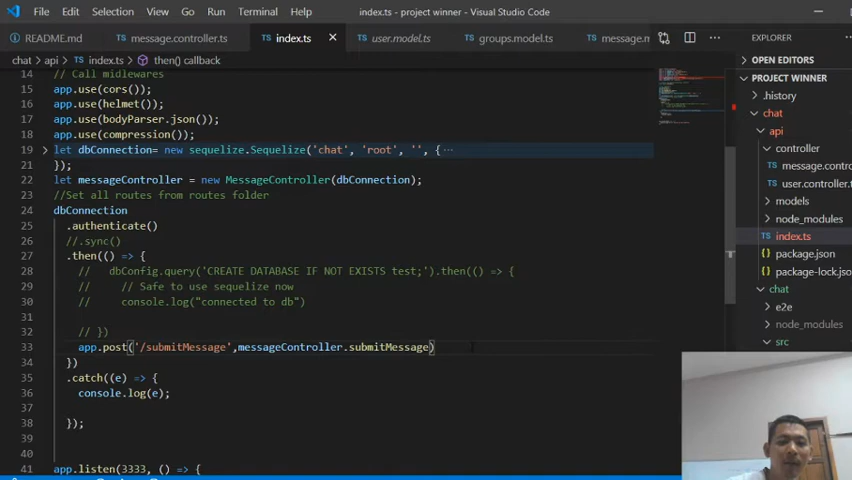 File Edit Selection View Go Run Terminal Help
index.ts - project winner - Visual Studio Code
README.md
message.controller.ts
index.ts
user.model.ts
groups.model.ts
message.m
EXPLORER
chat > api > index.ts > then() callback
14 // Call midlewares
15 app.use(cors());
16 app.use(helmet());
17 app.use(bodyParser.json());
18 app.use(compression());
19 let dbConnection= new sequelize.Sequelize('chat', 'root', '', {
21 });
22 let messageController = new MessageController(dbConnection);
23 //Set all routes from routes folder
24 dbConnection
25 .authenticate()
26 //.sync()
27 .then(() => {
28 // dbConfig.query('CREATE DATABASE IF NOT EXISTS test;').then(() => {
29 // // Safe to use sequelize now
30 // console.log("connected to db")
31
32 // })
33 app.post('/submitMessage',messageController.submitMessage)
34 })
35 .catch((e) => {
36 console.log(e);
37
38 });
39
40
41 app.listen(3333, () => {
OPEN EDITORS
PROJECT WINNER
.history
chat
api
controller
message.contro
user.controller.t
models
node_modules
index.ts
package.json
package-lock.jso
chat
e2e
node_modules
src